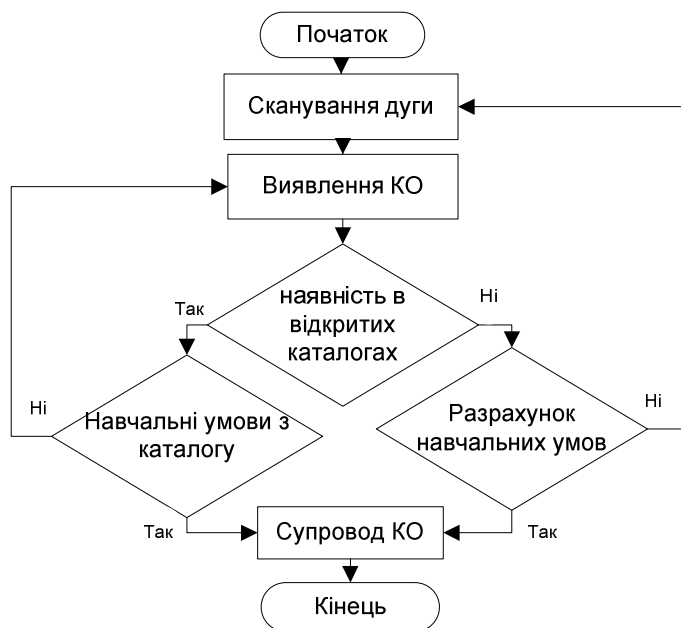 Початок
Сканування дуги
Виявлення КО
наявність в
відкритих
каталогах
Так
Ні
Навчальні умови з
каталогу
Ні
Разрахунок
навчальних умов
Ні
Так
Супровод КО
Так
Кінець